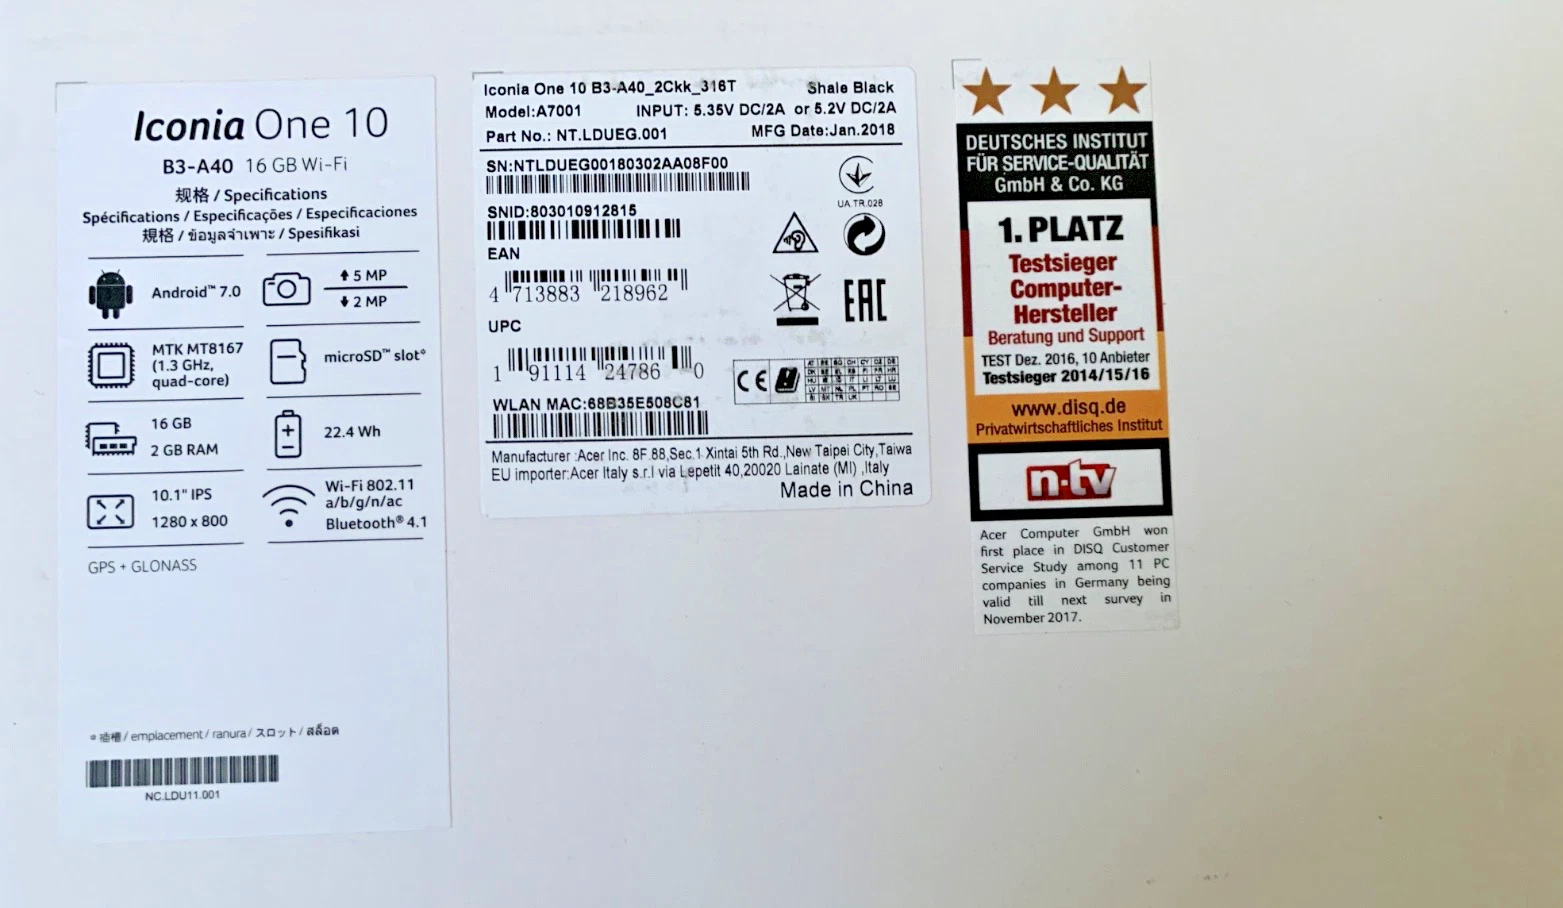 Iconia One 10
B3-A40 16 GB Wi-Fi
规格 / Specifications
Spécifications / Especificações / Especificaciones
規格 / ข้อมูลจำเพาะ / Spesifikasi
Android™ 7.0
5 MP
2 MP
MTK MT8167
(1.3 GHz,
quad-core)
microSD™ slot*
16 GB
2 GB RAM
22.4 Wh
10.1" IPS
1280 x 800
Wi-Fi 802.11
a/b/g/n/ac
Bluetooth® 4.1
GPS + GLONASS
* 插槽 / emplacement / ranura / スロット / สล็อต
NC.LDU11.001
Iconia One 10 B3-A40_2Ckk_316T Shale Black
Model:A7001 INPUT: 5.35V DC/2A or 5.2V DC/2A
Part No.: NT.LDUEG.001 MFG Date:Jan.2018
SN:NTLDUEG00180302AA08F00
UA.TR.028
SNID:803010912815
EAN
4 713883 218962
EAC
UPC
1 91114 24786 0
CE
WLAN MAC:68B35E508C81
Manufacturer :Acer Inc. 8F.88,Sec.1 Xintai 5th Rd.,New Taipei City,Taiwa
EU importer:Acer Italy s.r.l via Lepetit 40,20020 Lainate (MI) ,Italy
Made in China
DEUTSCHES INSTITUT
FÜR SERVICE-QUALITÄT
GmbH & Co. KG
1. PLATZ
Testsieger
Computer-
Hersteller
Beratung und Support
TEST Dez. 2016, 10 Anbieter
Testsieger 2014/15/16
www.disq.de
Privatwirtschaftliches Institut
n-tv
Acer Computer GmbH won
first place in DISQ Customer
Service Study among 11 PC
companies in Germany being
valid till next survey in
November 2017.